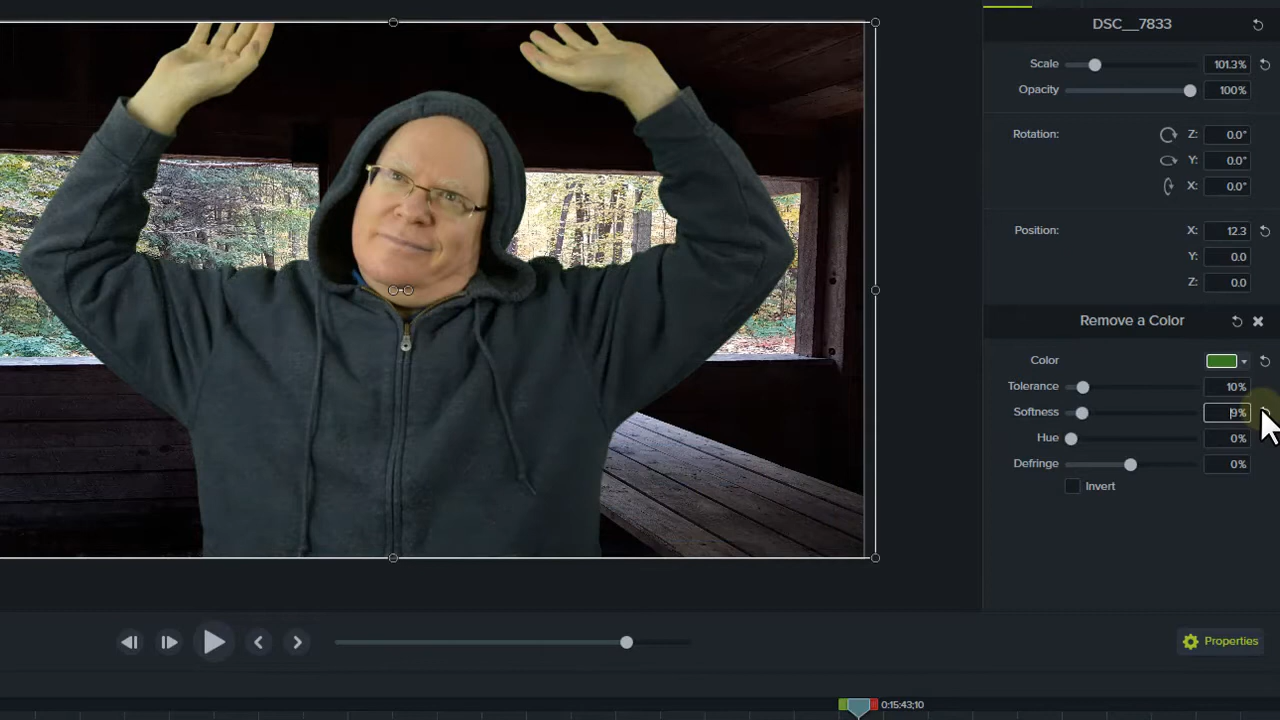 DSC__7833
Scale 101.3%
Opacity 100%
Rotation: Z: 0.0°
Y: 0.0°
X: 0.0°
Position: X: 12.3
Y: 0.0
Z: 0.0
Remove a Color
Color
Tolerance 10%
Softness 9%
Hue 0%
Defringe 0%
Invert
Properties
0:15:43;10